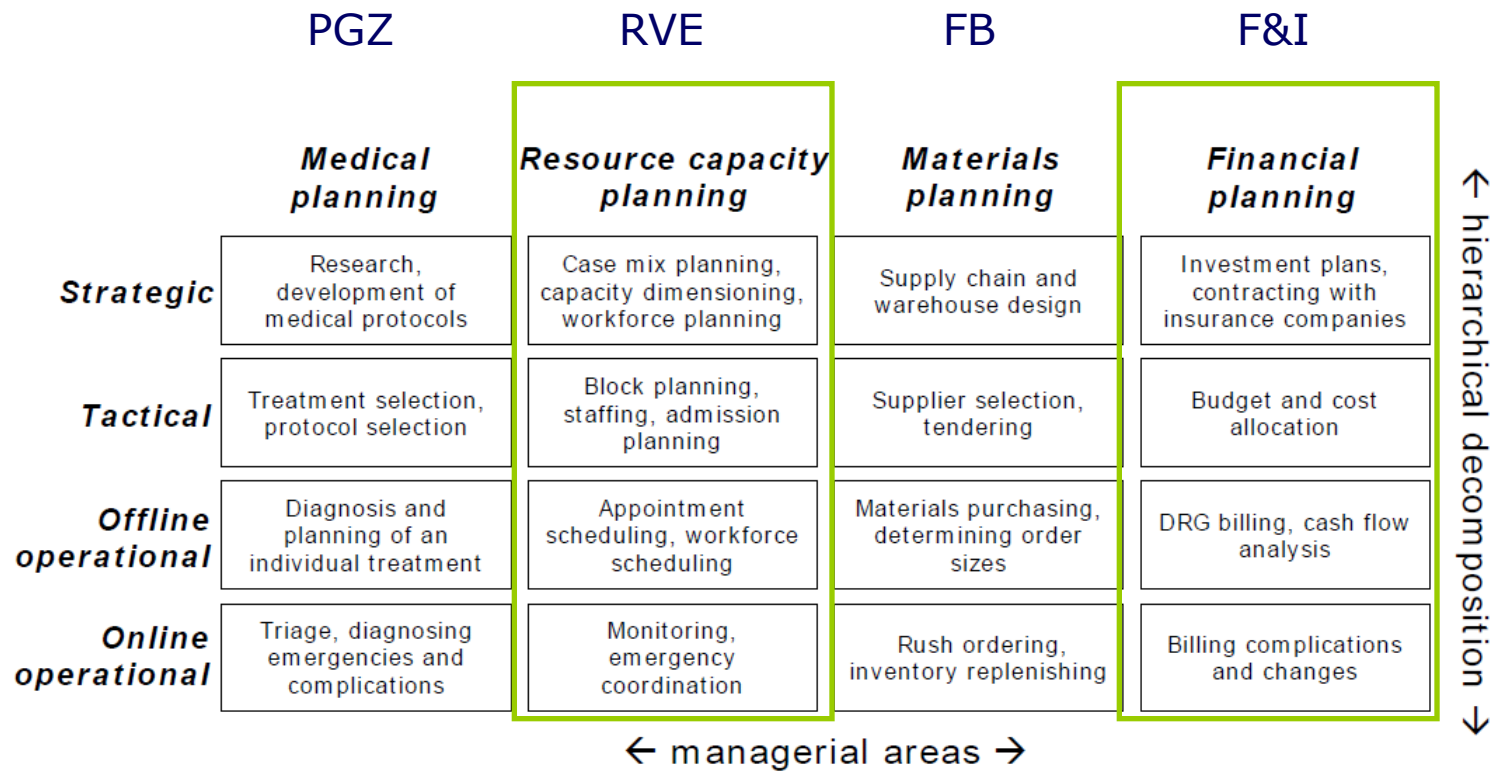 PGZ RVE FB F&I
Medical planning
Resource capacity planning
Materials planning
Financial planning
Strategic
Research,
development of
medical protocols
Case mix planning,
capacity dimensioning,
workforce planning
Supply chain and
warehouse design
Investment plans,
contracting with
insurance companies
Tactical
Treatment selection,
protocol selection
Block planning,
staffing, admission
planning
Supplier selection,
tendering
Budget and cost
allocation
Offline
operational
Diagnosis and
planning of an
individual treatment
Appointment
scheduling, workforce
scheduling
Materials purchasing,
determining order
sizes
DRG billing, cash flow
analysis
Online
operational
Triage, diagnosing
emergencies and
complications
Monitoring,
emergency
coordination
Rush ordering,
inventory replenishing
Billing complications
and changes
← hierarchical decomposition →
← managerial areas →